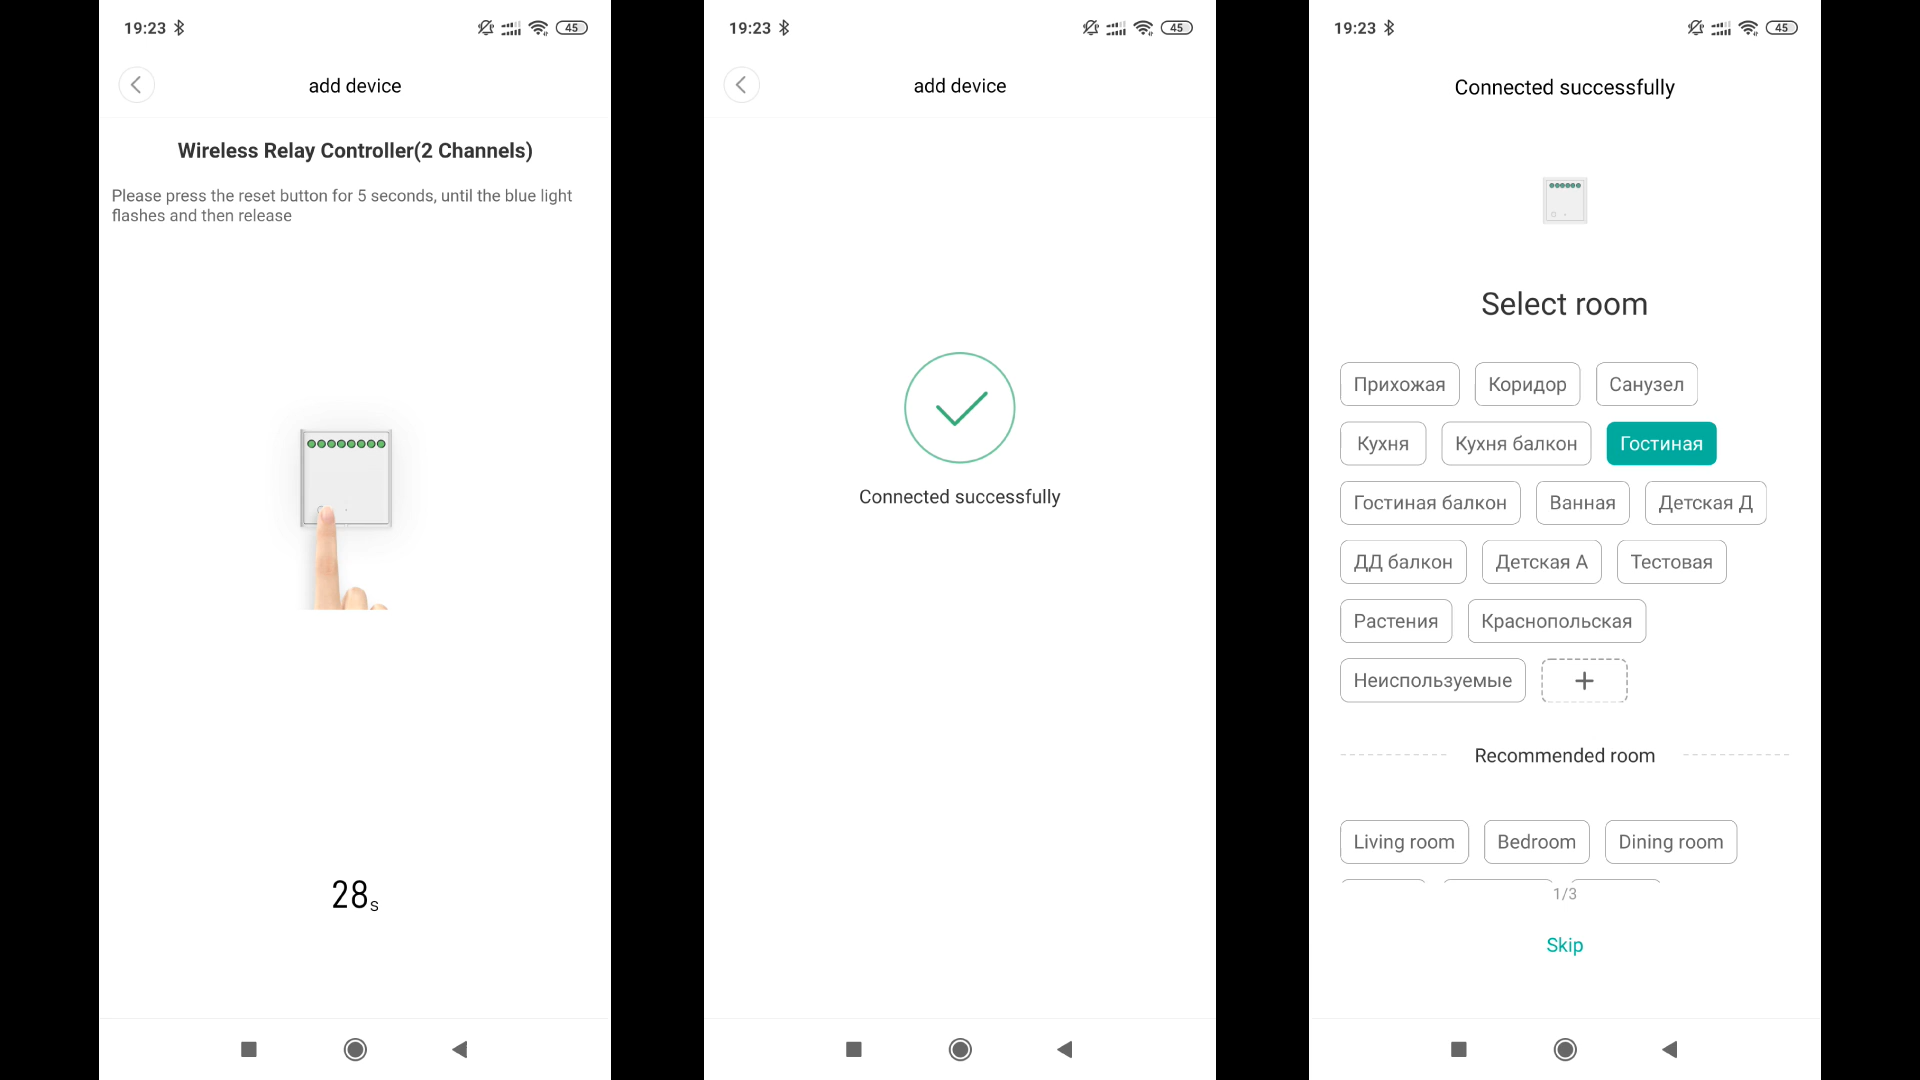 19:23
45
add device
Wireless Relay Controller(2 Channels)
Please press the reset button for 5 seconds, until the blue light
flashes and then release
28s
19:23
45
add device
Connected successfully
19:23
45
Connected successfully
Select room
Прихожая
Коридор
Санузел
Кухня
Кухня балкон
Гостиная
Гостиная балкон
Ванная
Детская Д
ДД балкон
Детская А
Тестовая
Растения
Краснопольская
Неиспользуемые
+
Recommended room
Living room
Bedroom
Dining room
1/3
Skip